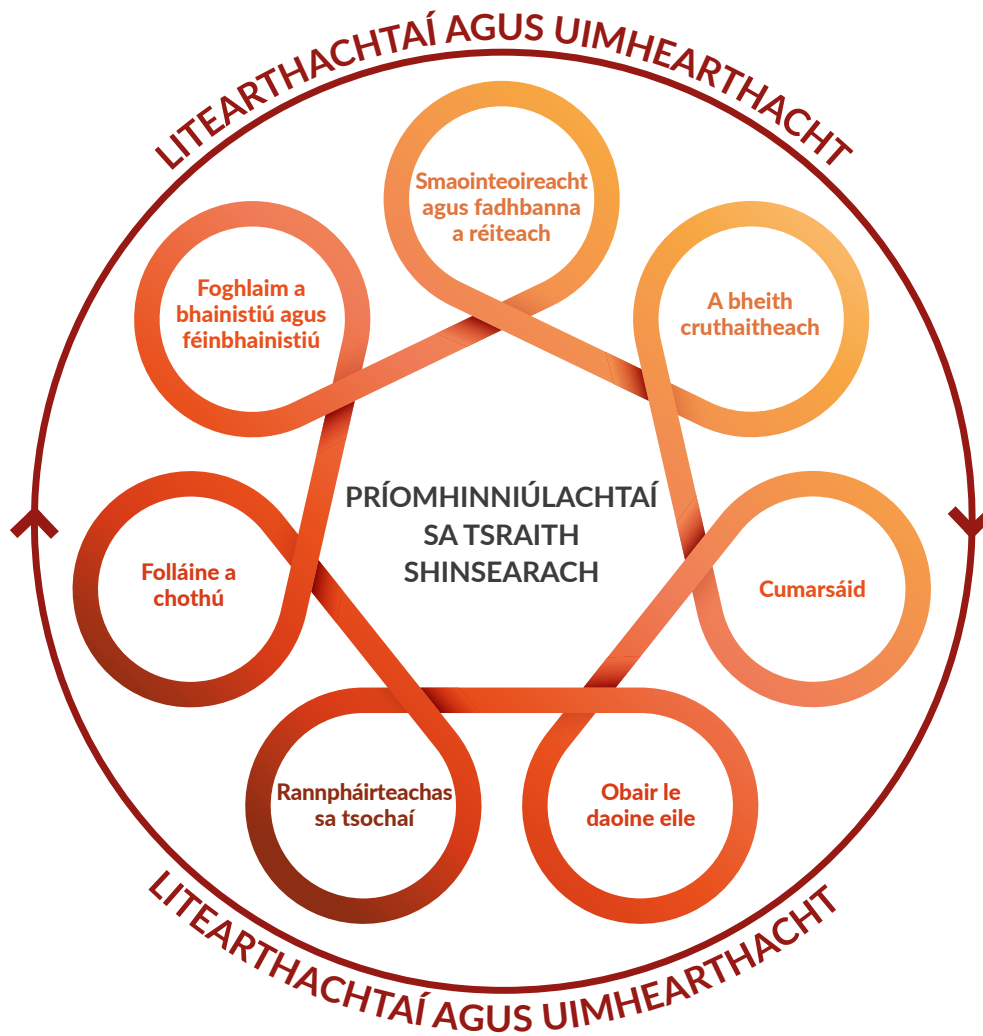 LITEARTHACHTAÍ AGUS UIMHEARTHACHT
Smaointeoireacht
agus fadhbanna
a réiteach
Foghlaim a
bhainistiú agus
féinbhainistiú
A bheith
cruthaitheach
PRÍOMHINNIÚLACHTAÍ
SA TSRAITH
SHINSEARACH
Folláine a
chothú
Cumarsáid
Rannpháirteachas
sa tsochaí
Obair le
daoine eile
LITEARTHACHTAÍ AGUS UIMHEARTHACHT